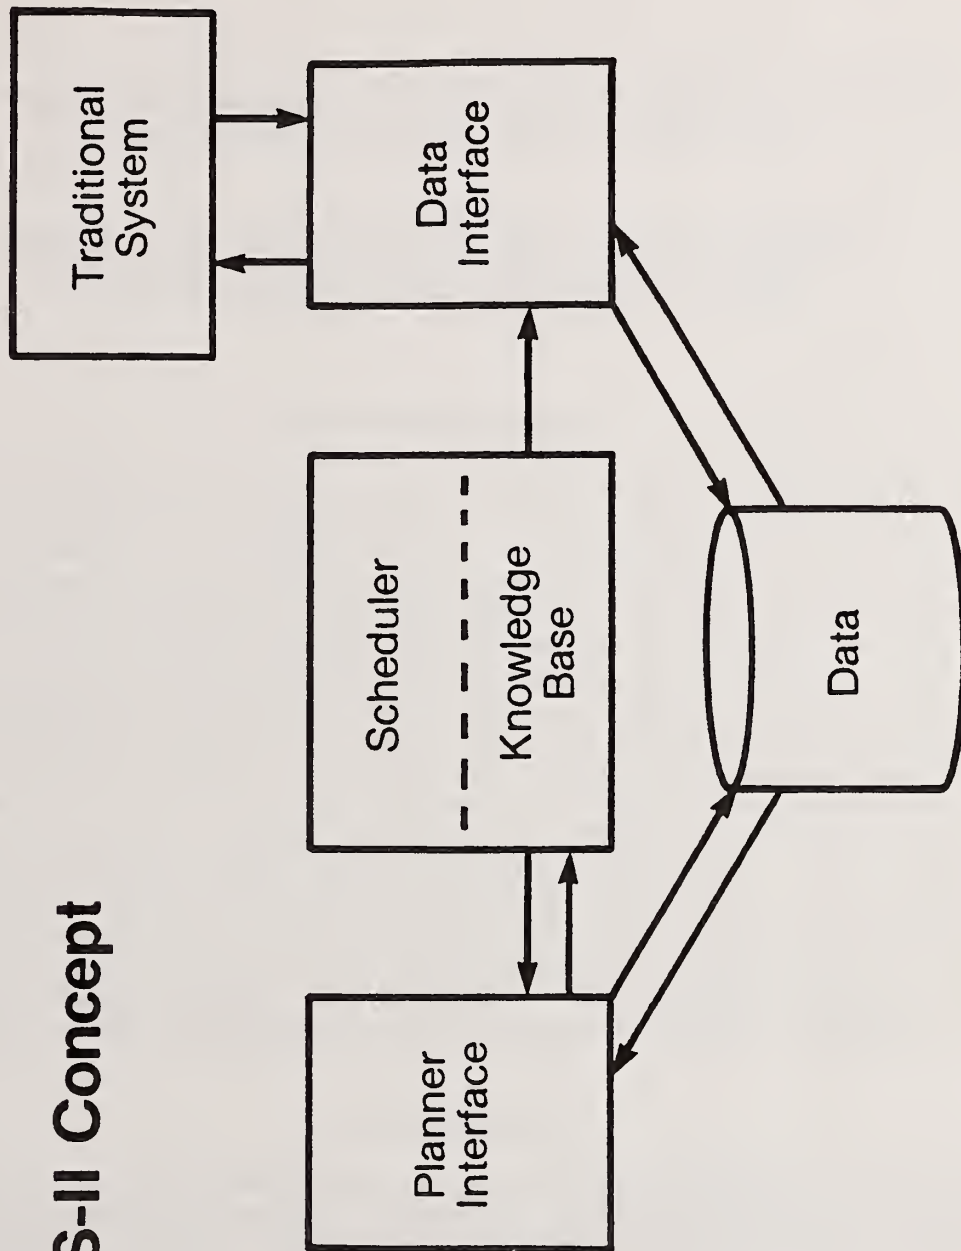 S-II Concept
Traditional
System
Planner
Interface
Scheduler
Knowledge
Base
Data
Interface
Data